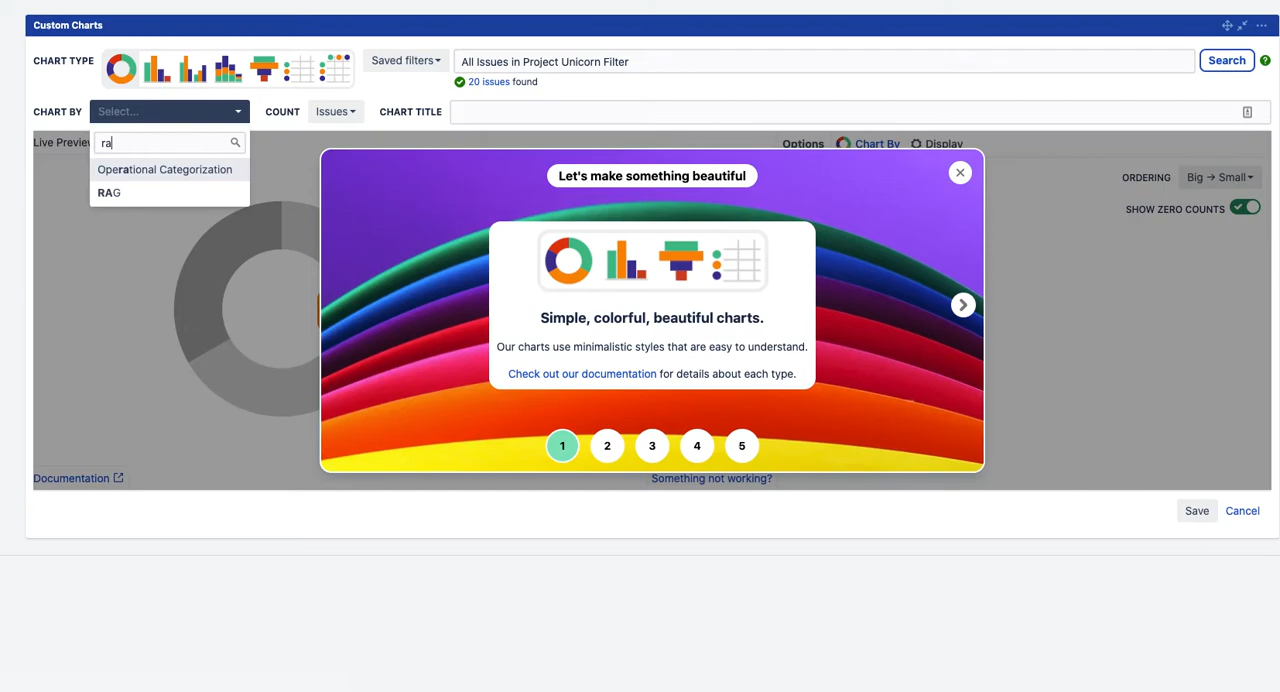 Custom Charts
CHART TYPE
Saved filters
All Issues in Project Unicorn Filter
Search
20 issues found
CHART BY
Select...
COUNT
Issues
CHART TITLE
ra
Operational Categorization
RAG
Live Preview
Options
Chart By
Display
ORDERING
Big → Small
SHOW ZERO COUNTS
Let's make something beautiful
Simple, colorful, beautiful charts.
Our charts use minimalistic styles that are easy to understand.
Check out our documentation for details about each type.
1 2 3 4 5
Documentation
Something not working?
Save
Cancel